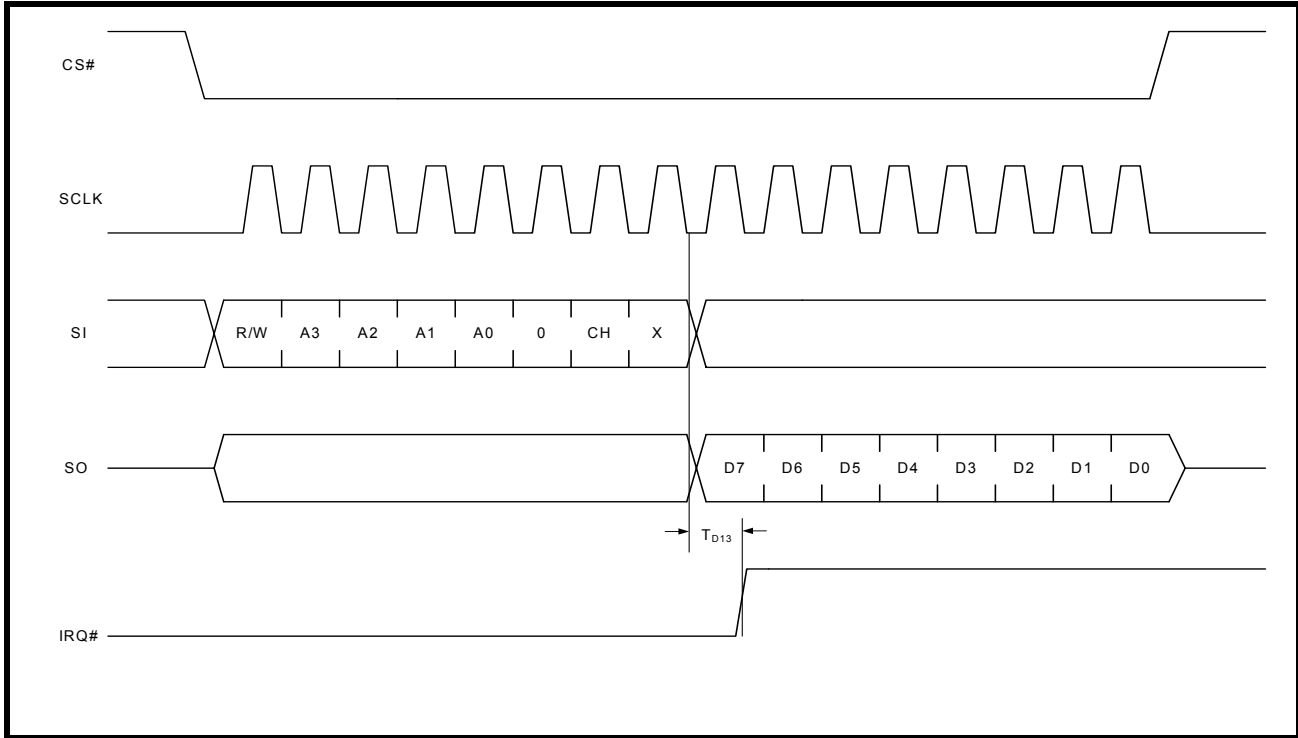 CS#
SCLK
SI R/W A3 A2 A1 A0 0 CH X
SO D7 D6 D5 D4 D3 D2 D1 D0
TD13
IRQ#